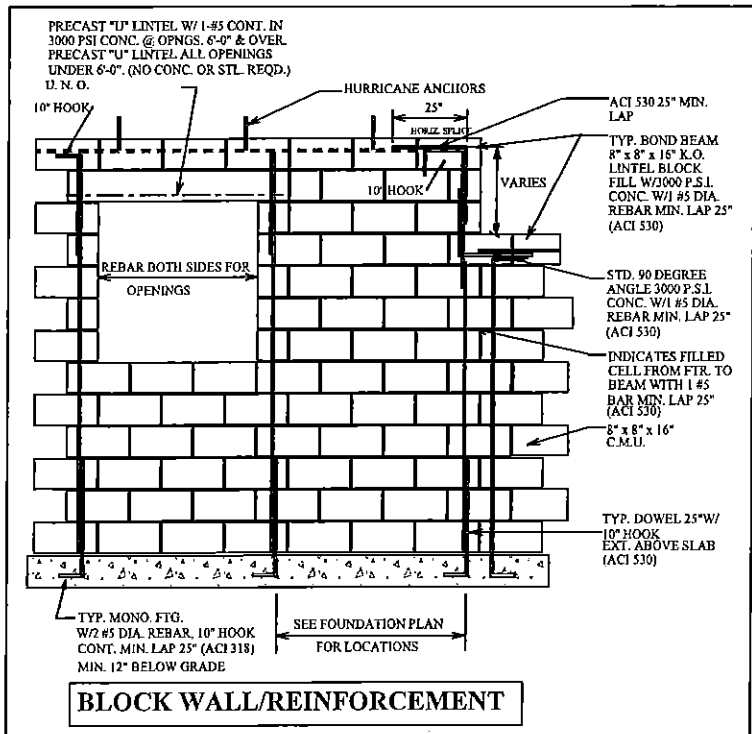 PRECAST "U" LINTEL W/ 1-#5 CONT. IN
3000 PSI CONC. @ OPNGS. 6'-0" & OVER.
PRECAST "U" LINTEL ALL OPENINGS
UNDER 6'-0". (NO CONC. OR STL. REQD.)
U. N. O.
10" HOOK
HURRICANE ANCHORS
25"
HORIZ. SPLICE
10" HOOK
VARIES
ACI 530 25" MIN.
LAP
TYP. BOND BEAM
8" x 8" x 16" K.O.
LINTEL BLOCK
FILL W/3000 P.S.I.
CONC. W/1 #5 DIA.
REBAR MIN. LAP 25"
(ACI 530)
REBAR BOTH SIDES FOR
OPENINGS
STD. 90 DEGREE
ANGLE 3000 P.S.I.
CONC. W/1 #5 DIA.
REBAR MIN. LAP 25"
(ACI 530)
INDICATES FILLED
CELL FROM FTR. TO
BEAM WITH 1 #5
BAR MIN. LAP 25"
(ACI 530)
8" x 8" x 16"
C.M.U.
TYP. DOWEL 25"W/
10" HOOK
EXT. ABOVE SLAB
(ACI 530)
TYP. MONO. FTG.
W/2 #5 DIA. REBAR, 10" HOOK
CONT. MIN. LAP 25" (ACI 318)
MIN. 12" BELOW GRADE
SEE FOUNDATION PLAN
FOR LOCATIONS
BLOCK WALL/REINFORCEMENT